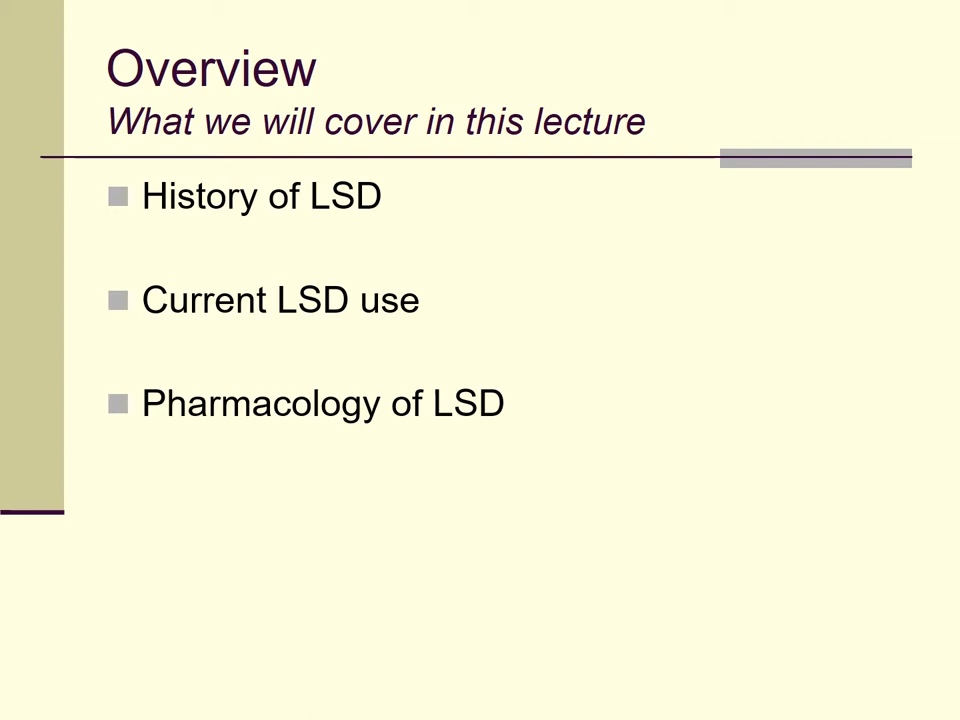 Overview
What we will cover in this lecture
History of LSD
Current LSD use
Pharmacology of LSD